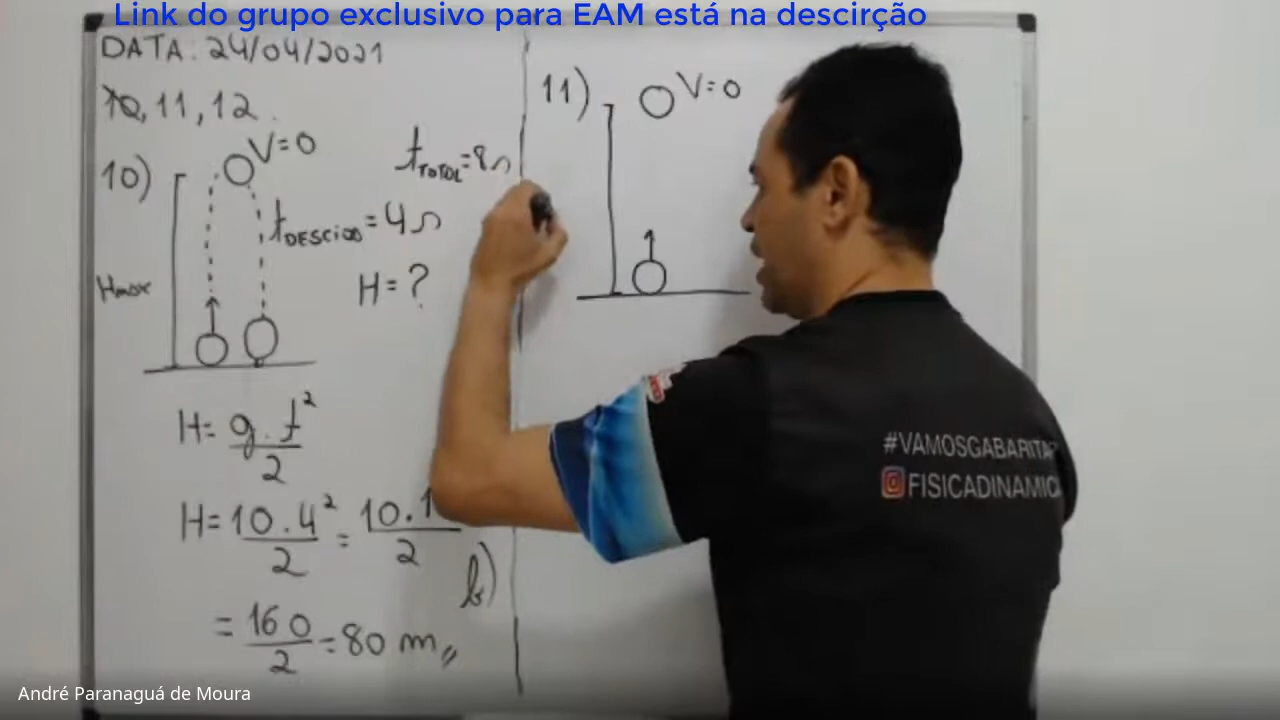 Link do grupo exclusivo para EAM está na descirção
DATA: 24/04/2021
10, 11, 12.
10)
V=0
t TOTAL = 8s
t DESCIDA = 4s
Hmax
H = ?
H = g.t²/2
H = 10.4²/2 = 10.1 /2
b)
= 160/2 = 80 m,,
11)
V=0
#VAMOSGABARITA
FISICADINAMIC
André Paranaguá de Moura